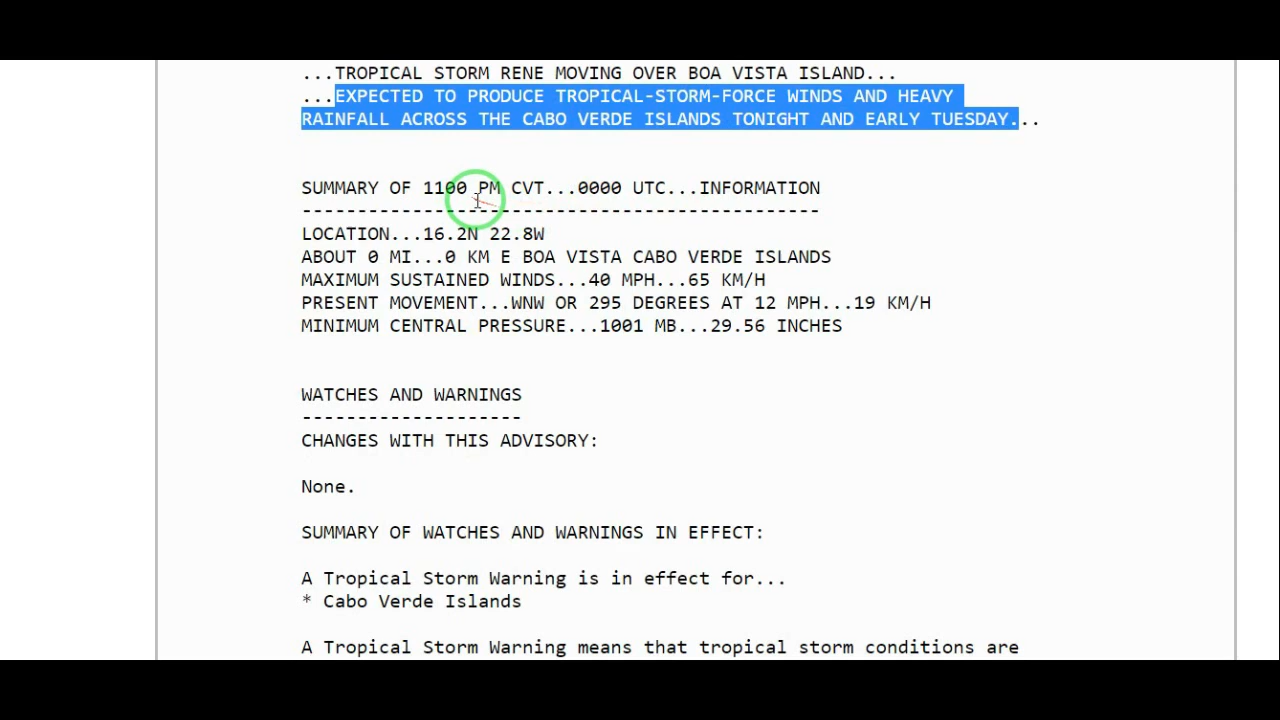 ...TROPICAL STORM RENE MOVING OVER BOA VISTA ISLAND...
...EXPECTED TO PRODUCE TROPICAL-STORM-FORCE WINDS AND HEAVY
RAINFALL ACROSS THE CABO VERDE ISLANDS TONIGHT AND EARLY TUESDAY...
SUMMARY OF 1100 PM CVT...0000 UTC...INFORMATION
-----------------------------------------------
LOCATION...16.2N 22.8W
ABOUT 0 MI...0 KM E BOA VISTA CABO VERDE ISLANDS
MAXIMUM SUSTAINED WINDS...40 MPH...65 KM/H
PRESENT MOVEMENT...WNW OR 295 DEGREES AT 12 MPH...19 KM/H
MINIMUM CENTRAL PRESSURE...1001 MB...29.56 INCHES
WATCHES AND WARNINGS
--------------------
CHANGES WITH THIS ADVISORY:
None.
SUMMARY OF WATCHES AND WARNINGS IN EFFECT:
A Tropical Storm Warning is in effect for...
* Cabo Verde Islands
A Tropical Storm Warning means that tropical storm conditions are